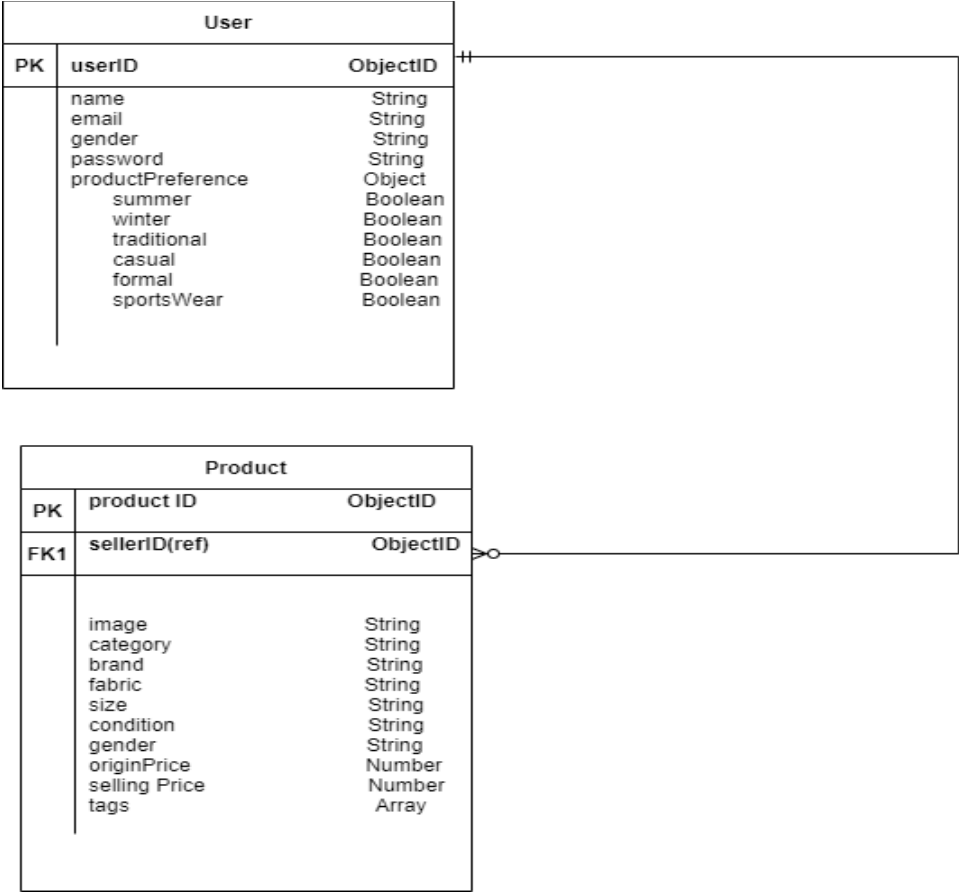 User
PK userID ObjectID
name String
email String
gender String
password String
productPreference Object
summer Boolean
winter Boolean
traditional Boolean
casual Boolean
formal Boolean
sportsWear Boolean
Product
PK product ID ObjectID
FK1 sellerID(ref) ObjectID
image String
category String
brand String
fabric String
size String
condition String
gender String
originPrice Number
selling Price Number
tags Array